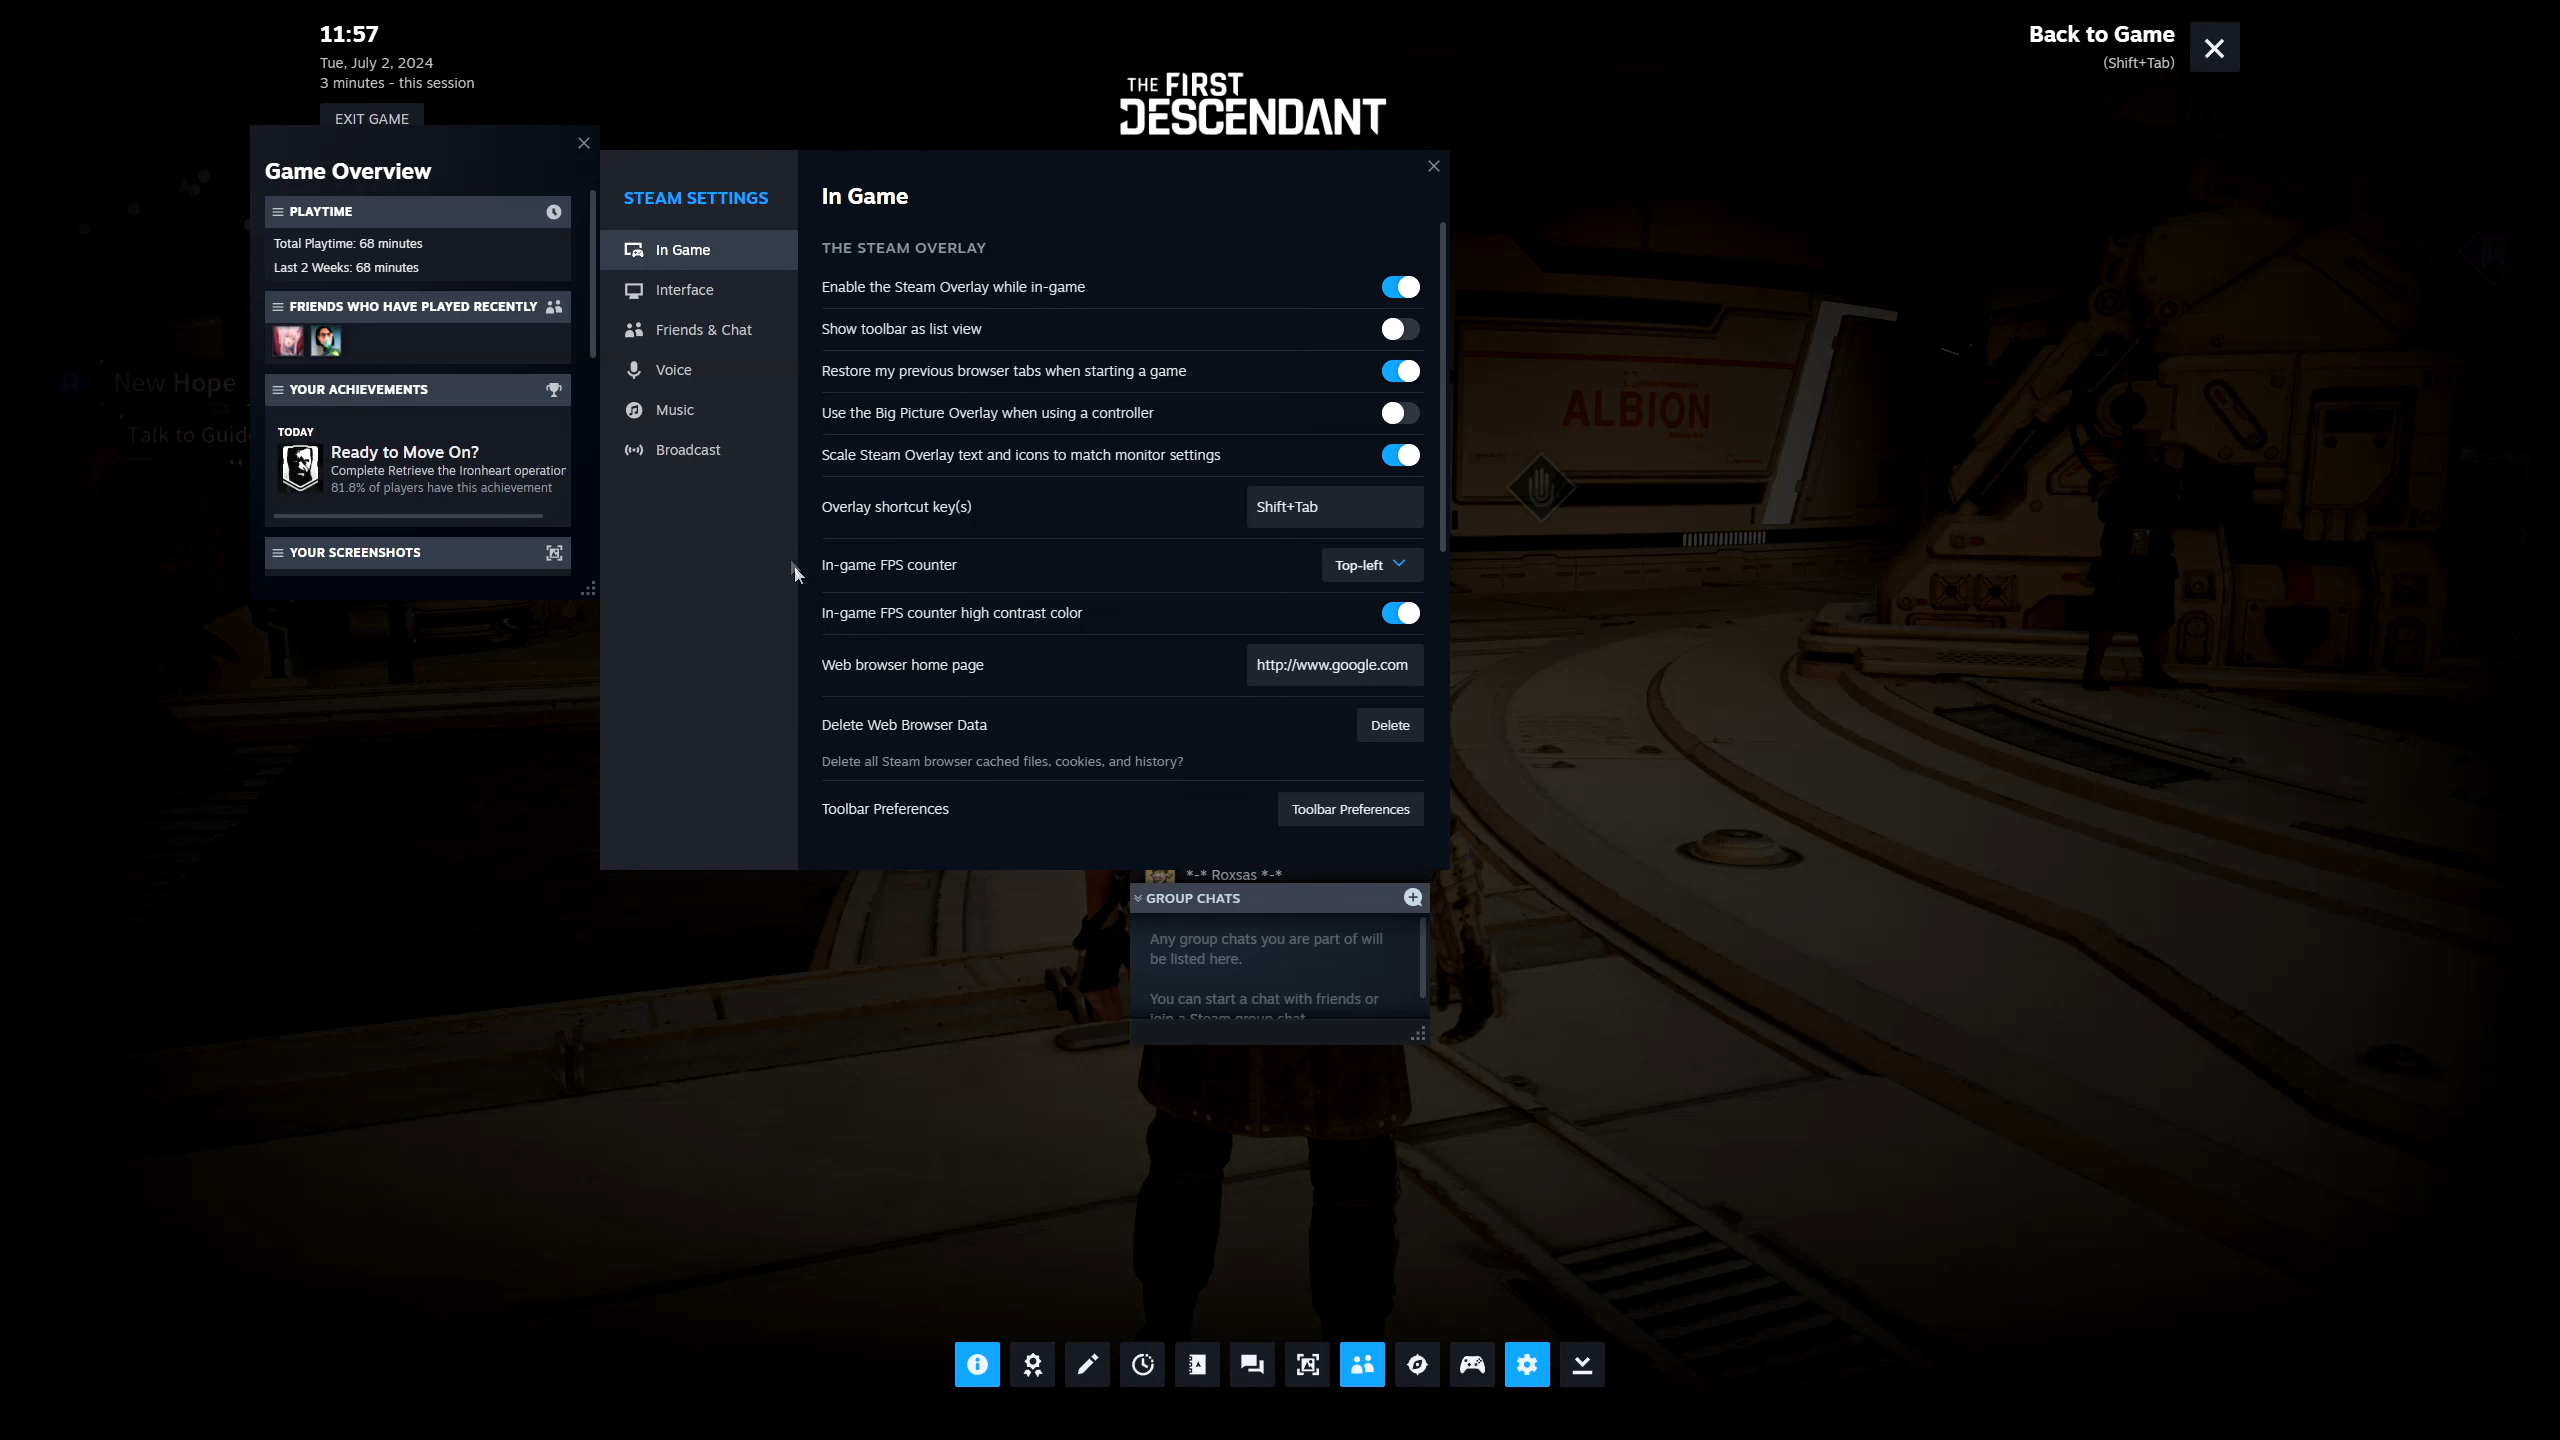 11:57
Tue, July 2, 2024
3 minutes - this session
EXIT GAME
THE FIRST
DESCENDANT
Back to Game
(Shift+Tab)
Game Overview
PLAYTIME
Total Playtime: 68 minutes
Last 2 Weeks: 68 minutes
FRIENDS WHO HAVE PLAYED RECENTLY
YOUR ACHIEVEMENTS
TODAY
Ready to Move On?
Complete Retrieve the Ironheart operation
81.8% of players have this achievement
YOUR SCREENSHOTS
New Hope
Talk to Guide
STEAM SETTINGS
In Game
Interface
Friends & Chat
Voice
Music
Broadcast
In Game
THE STEAM OVERLAY
Enable the Steam Overlay while in-game
Show toolbar as list view
Restore my previous browser tabs when starting a game
Use the Big Picture Overlay when using a controller
Scale Steam Overlay text and icons to match monitor settings
Overlay shortcut key(s) Shift+Tab
In-game FPS counter Top-left
In-game FPS counter high contrast color
Web browser home page http://www.google.com
Delete Web Browser Data Delete
Delete all Steam browser cached files, cookies, and history?
Toolbar Preferences Toolbar Preferences
ALBION
*-* Roxsas *-*
GROUP CHATS
Any group chats you are part of will
be listed here.
You can start a chat with friends or
join a Steam group chat